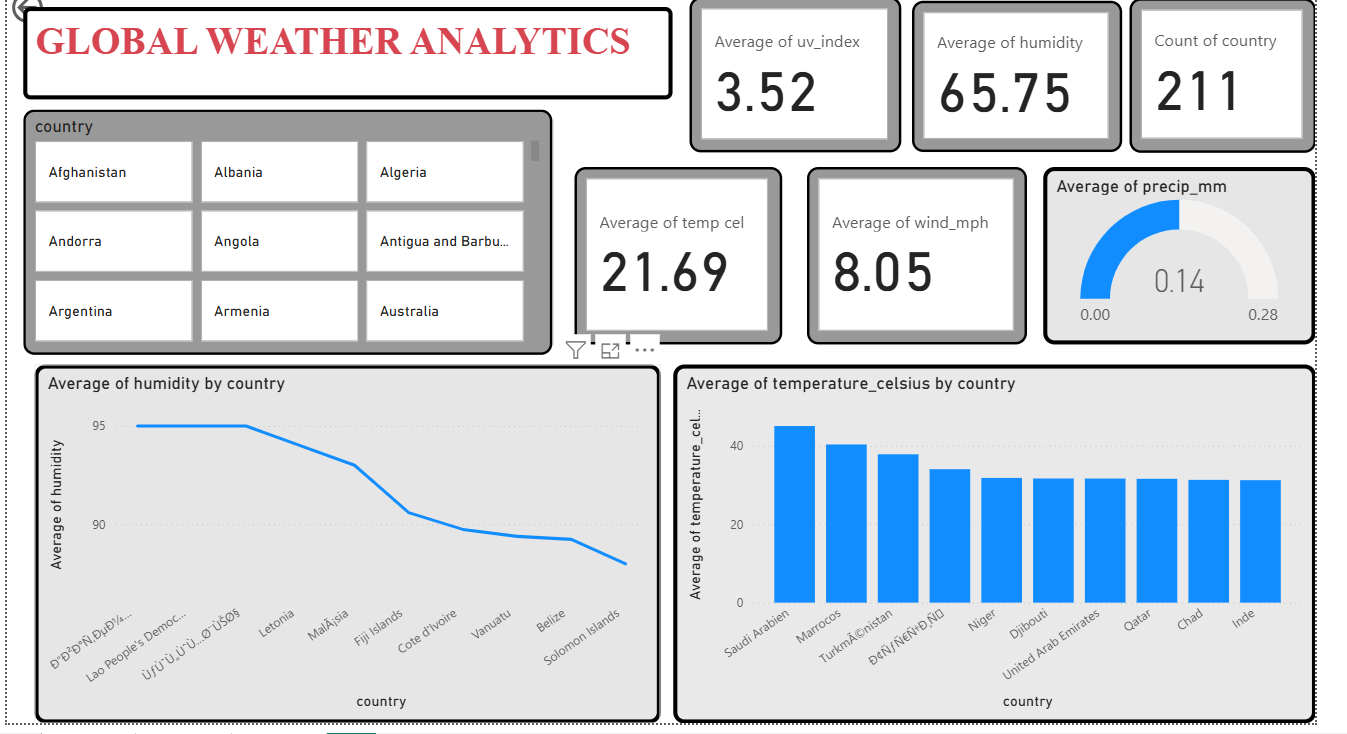 GLOBAL WEATHER ANALYTICS
Average of uv_index
3.52
Average of humidity
65.75
Count of country
211
country
Afghanistan
Albania
Algeria
Andorra
Angola
Antigua and Barbu...
Argentina
Armenia
Australia
Average of temp cel
21.69
Average of wind_mph
8.05
Average of precip_mm
0.14
0.00
0.28
Average of humidity by country
Average of humidity
95
90
Lao People's Democ...
Letonia
MalÃ¡sia
Fiji Islands
Cote d'Ivoire
Vanuatu
Belize
Solomon Islands
country
Average of temperature_celsius by country
Average of temperature_cel...
40
20
0
Saudi Arabien
Marrocos
TurkmÃ©nistan
Niger
Djibouti
United Arab Emirates
Qatar
Chad
Inde
country